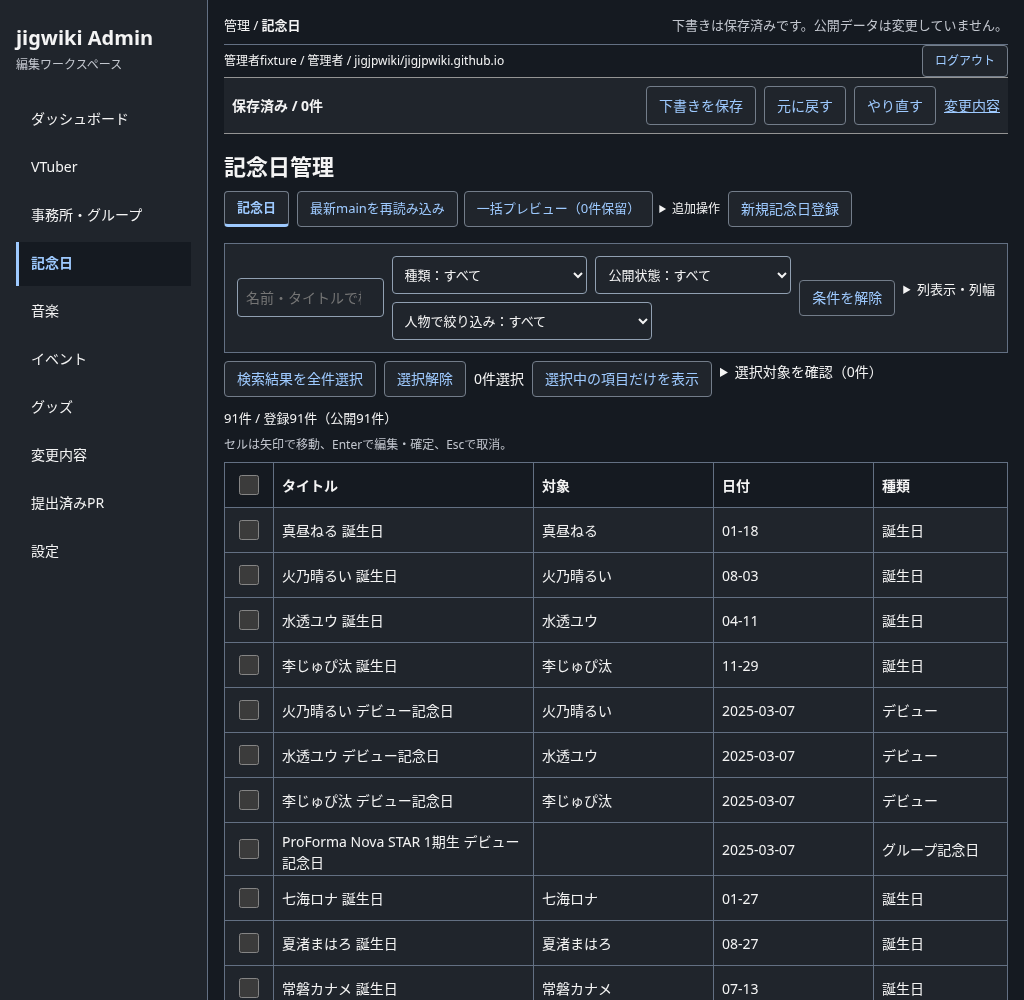 jigwiki Admin
編集ワークスペース
ダッシュボード
VTuber
事務所・グループ
記念日
音楽
イベント
グッズ
変更内容
提出済みPR
設定
管理 / 記念日
下書きは保存済みです。公開データは変更していません。
管理者fixture / 管理者 / jigjpwiki/jigjpwiki.github.io
ログアウト
保存済み / 0件
下書きを保存
元に戻す
やり直す
変更内容
記念日管理
記念日
最新mainを再読み込み
一括プレビュー（0件保留）
▶ 追加操作
新規記念日登録
名前・タイトルで
種類：すべて
公開状態：すべて
人物で絞り込み：すべて
条件を解除
▶ 列表示・列幅
検索結果を全件選択
選択解除
0件選択
選択中の項目だけを表示
▶ 選択対象を確認（0件）
91件 / 登録91件（公開91件）
セルは矢印で移動、Enterで編集・確定、Escで取消。
タイトル 対象 日付 種類
真昼ねる 誕生日 真昼ねる 01-18 誕生日
火乃晴るい 誕生日 火乃晴るい 08-03 誕生日
水透ユウ 誕生日 水透ユウ 04-11 誕生日
李じゅぴ汰 誕生日 李じゅぴ汰 11-29 誕生日
火乃晴るい デビュー記念日 火乃晴るい 2025-03-07 デビュー
水透ユウ デビュー記念日 水透ユウ 2025-03-07 デビュー
李じゅぴ汰 デビュー記念日 李じゅぴ汰 2025-03-07 デビュー
ProForma Nova STAR 1期生 デビュー
記念日 2025-03-07 グループ記念日
七海ロナ 誕生日 七海ロナ 01-27 誕生日
夏渚まはろ 誕生日 夏渚まはろ 08-27 誕生日
常磐カナメ 誕生日 常磐カナメ 07-13 誕生日